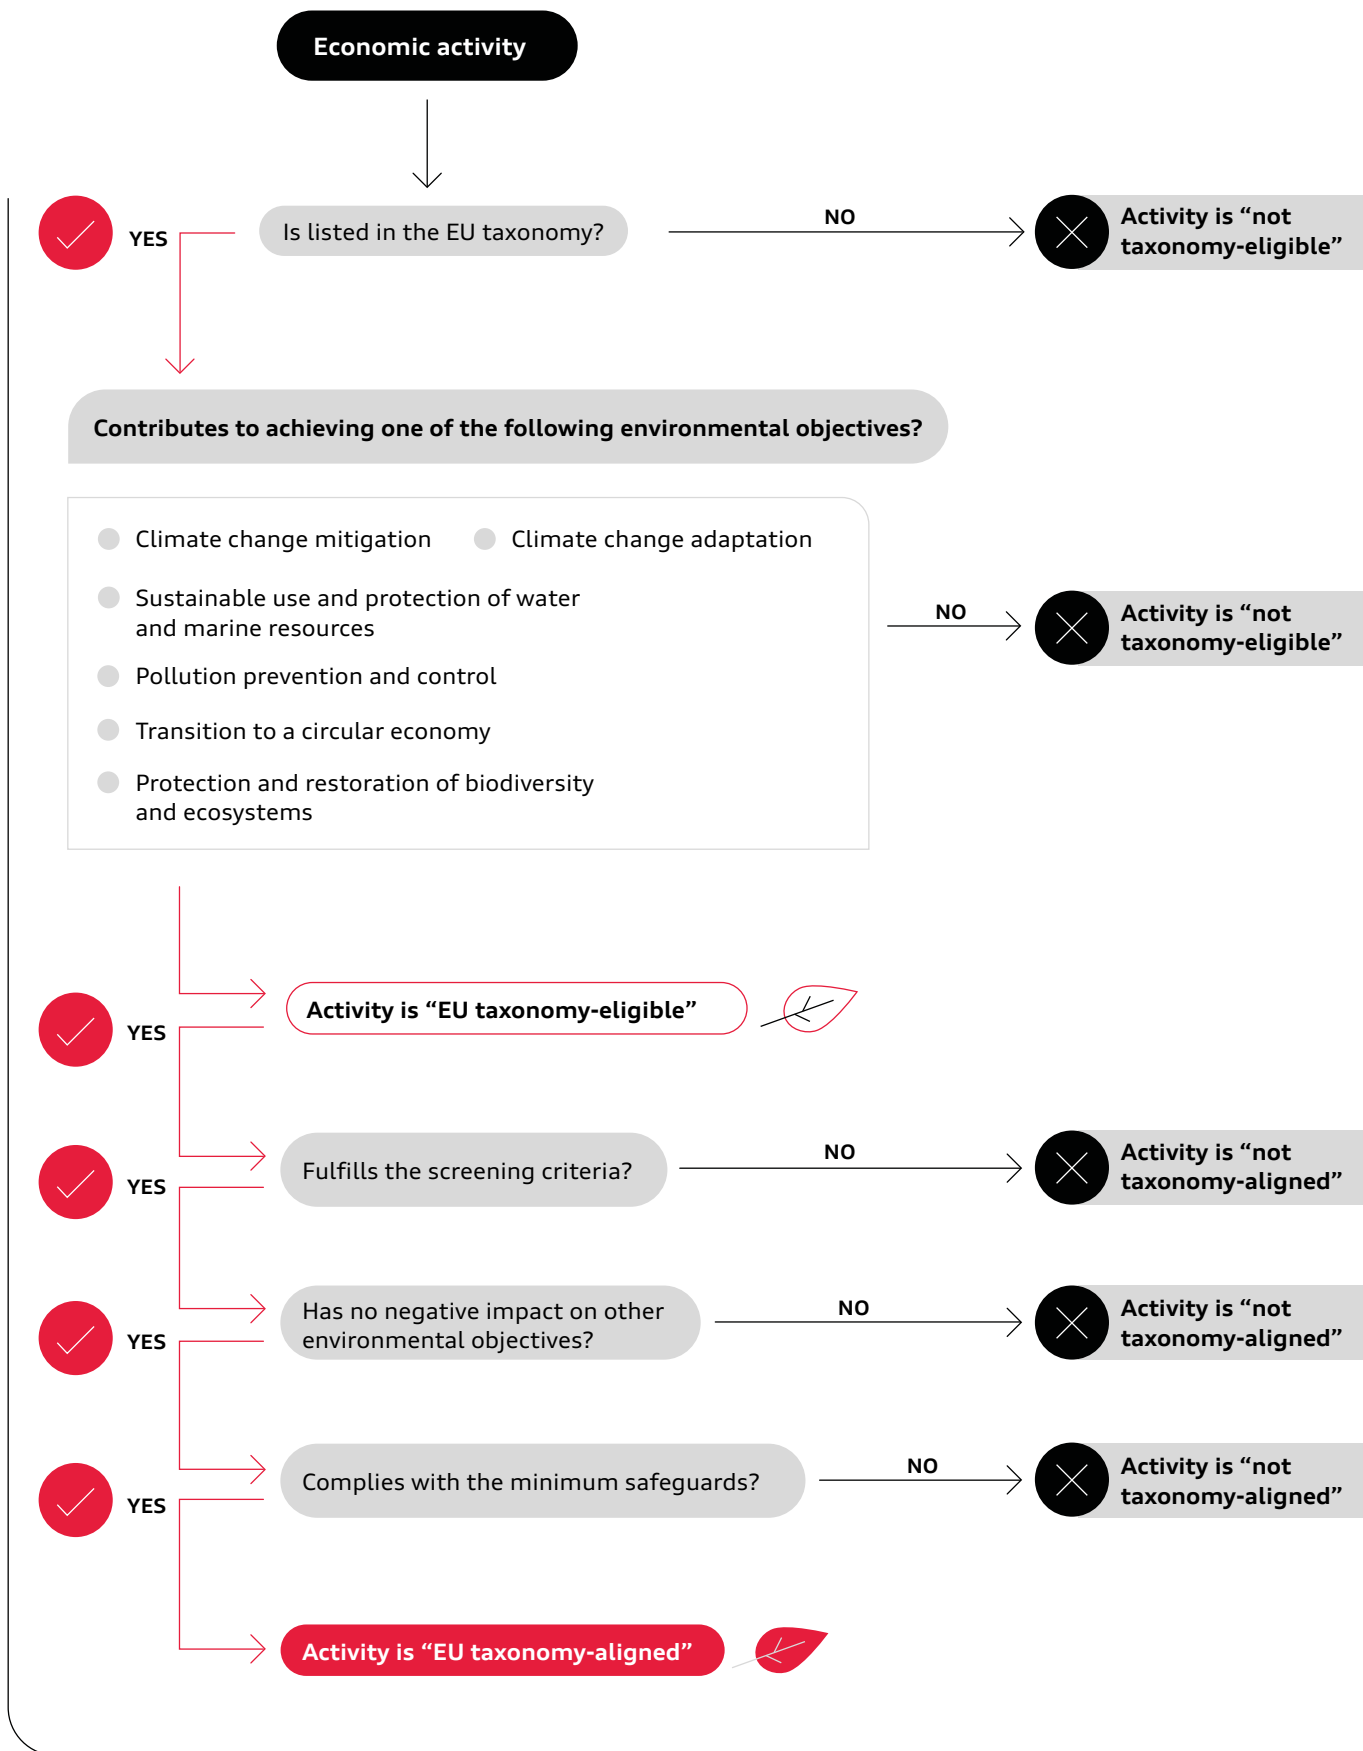 Economic activity
YES
Is listed in the EU taxonomy?
NO
Activity is “not
taxonomy-eligible”
Contributes to achieving one of the following environmental objectives?
Climate change mitigation
Climate change adaptation
Sustainable use and protection of water
and marine resources
Pollution prevention and control
Transition to a circular economy
Protection and restoration of biodiversity
and ecosystems
NO
Activity is “not
taxonomy-eligible”
YES
Activity is “EU taxonomy-eligible”
YES
Fulfills the screening criteria?
NO
Activity is “not
taxonomy-aligned”
YES
Has no negative impact on other
environmental objectives?
NO
Activity is “not
taxonomy-aligned”
YES
Complies with the minimum safeguards?
NO
Activity is “not
taxonomy-aligned”
Activity is “EU taxonomy-aligned”